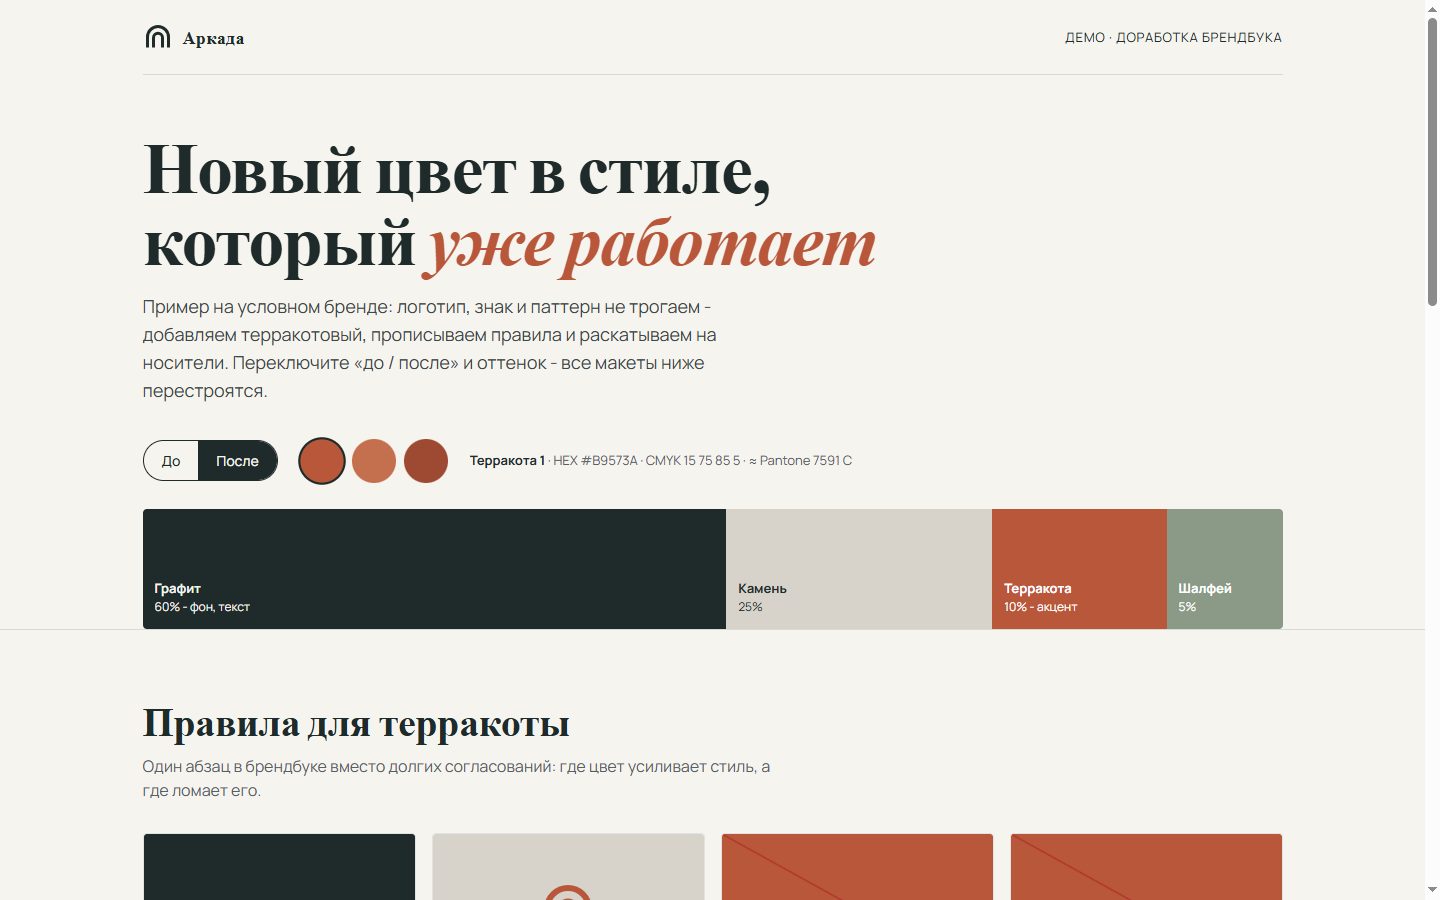 Аркада
ДЕМО · ДОРАБОТКА БРЕНДБУКА
Новый цвет в стиле,
который уже работает
Пример на условном бренде: логотип, знак и паттерн не трогаем -
добавляем терракотовый, прописываем правила и раскатываем на
носители. Переключите «до / после» и оттенок - все макеты ниже
перестроятся.
До После
Терракота 1 · HEX #B9573A · CMYK 15 75 85 5 · ≈ Pantone 7591 C
Графит
60% - фон, текст
Камень
25%
Терракота
10% - акцент
Шалфей
5%
Правила для терракоты
Один абзац в брендбуке вместо долгих согласований: где цвет усиливает стиль, а
где ломает его.